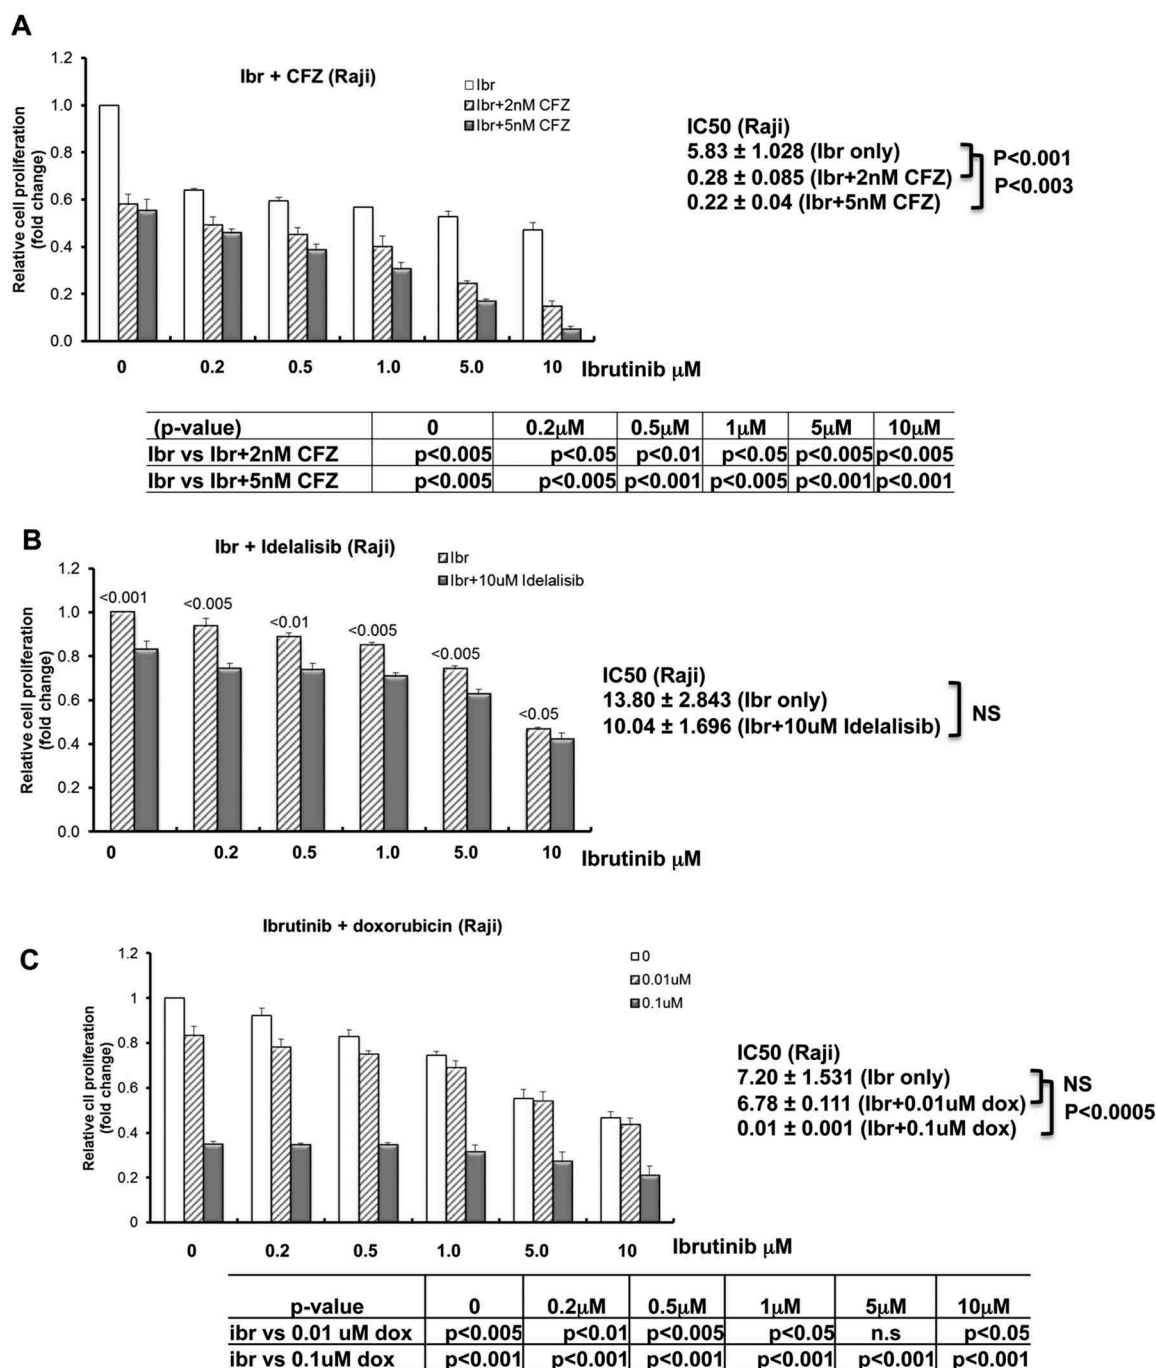 A
Ibr + CFZ (Raji)
Ibr
Ibr+2nM CFZ
Ibr+5nM CFZ
Relative cell proliferation
(fold change)
1.2
1.0
0.8
0.6
0.4
0.2
0.0
0 0.2 0.5 1.0 5.0 10 Ibrutinib μM
IC50 (Raji)
5.83 ± 1.028 (Ibr only)
0.28 ± 0.085 (Ibr+2nM CFZ)
0.22 ± 0.04 (Ibr+5nM CFZ)
P<0.001
P<0.003
(p-value) 0 0.2μM 0.5μM 1μM 5μM 10μM
Ibr vs Ibr+2nM CFZ p<0.005 p<0.05 p<0.01 p<0.05 p<0.005 p<0.005
Ibr vs Ibr+5nM CFZ p<0.005 p<0.005 p<0.001 p<0.005 p<0.001 p<0.001
B
Ibr + Idelalisib (Raji)
Ibr
Ibr+10uM Idelalisib
Relative cell proliferation
(fold change)
1.2
1.0
0.8
0.6
0.4
0.2
0.0
<0.001
<0.005
<0.01
<0.005
<0.005
<0.05
0 0.2 0.5 1.0 5.0 10 Ibrutinib μM
IC50 (Raji)
13.80 ± 2.843 (Ibr only)
10.04 ± 1.696 (Ibr+10uM Idelalisib)
NS
C
Ibrutinib + doxorubicin (Raji)
0
0.01uM
0.1uM
Relative cll proliferation
(fold change)
1.2
1
0.8
0.6
0.4
0.2
0
0 0.2 0.5 1.0 5.0 10 Ibrutinib μM
IC50 (Raji)
7.20 ± 1.531 (Ibr only)
6.78 ± 0.111 (Ibr+0.01uM dox)
0.01 ± 0.001 (Ibr+0.1uM dox)
NS
P<0.0005
p-value 0 0.2μM 0.5μM 1μM 5μM 10μM
ibr vs 0.01 uM dox p<0.005 p<0.01 p<0.005 p<0.05 n.s p<0.05
ibr vs 0.1uM dox p<0.001 p<0.001 p<0.001 p<0.001 p<0.001 p<0.001